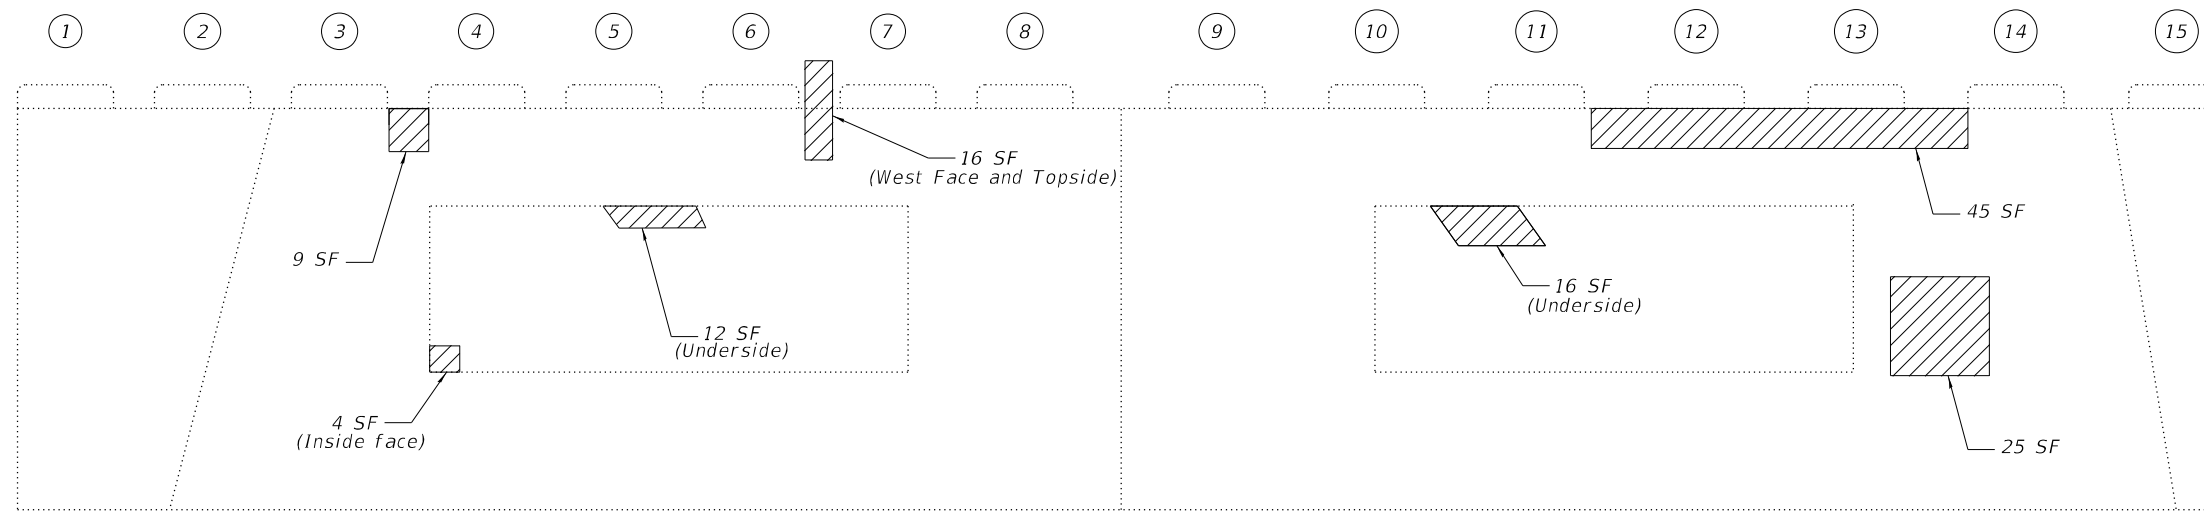 1 2 3 4 5 6 7 8 9 10 11 12 13 14 15
16 SF
(West Face and Topside)
45 SF
9 SF
16 SF
(Underside)
12 SF
(Underside)
4 SF
(Inside face)
25 SF